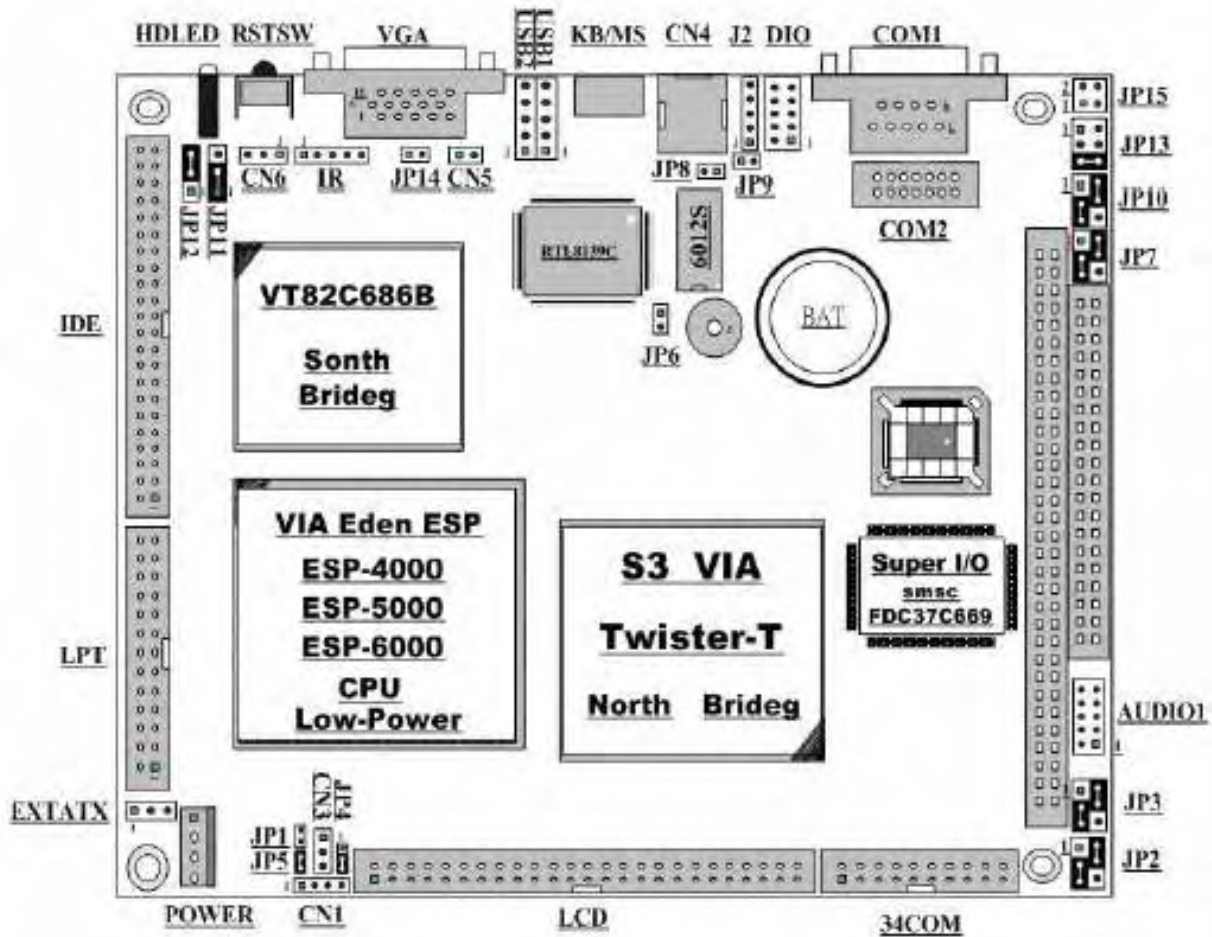 HDLED
RSTSW
VGA
USB2
USB1
KB/MS
CN4
J2
DIO
COM1
JP15
JP13
JP12
JP11
CN6
IR
JP14
CN5
JP8
JP9
COM2
JP10
JP7
RTL8139C
6012S
BAT
JP6
IDE
VT82C686B
Sonth
Brideg
VIA Eden ESP
ESP-4000
ESP-5000
ESP-6000
CPU
Low-Power
S3 VIA
Twister-T
North Brideg
Super I/O
smsc
FDC37C669
LPT
AUDIO1
EXTATX
CN3
JP4
JP1
JP5
JP3
JP2
POWER
CN1
LCD
34COM